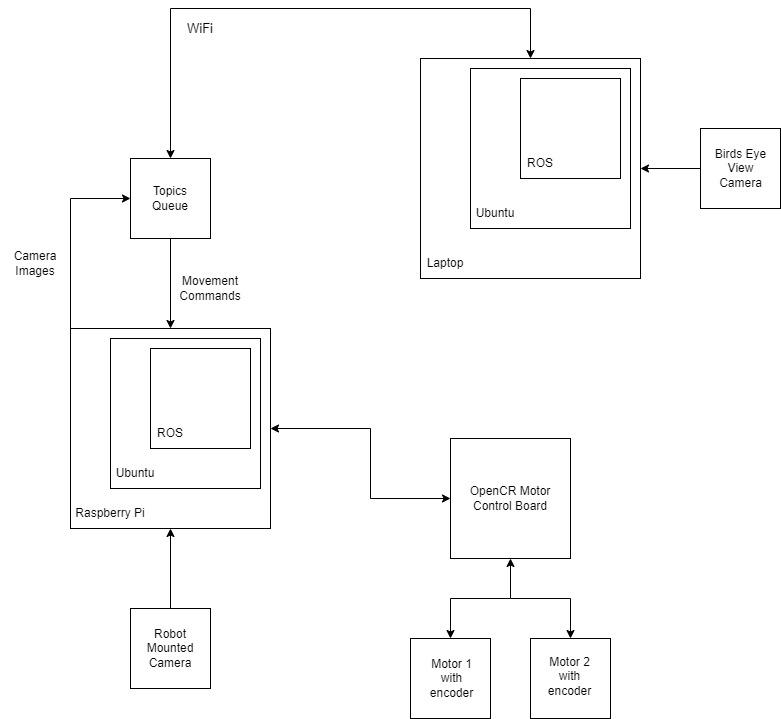 WiFi
ROS
Ubuntu
Laptop
Birds Eye
View
Camera
Topics
Queue
Camera
Images
Movement
Commands
ROS
Ubuntu
Raspberry Pi
OpenCR Motor
Control Board
Robot
Mounted
Camera
Motor 1
with
encoder
Motor 2
with
encoder